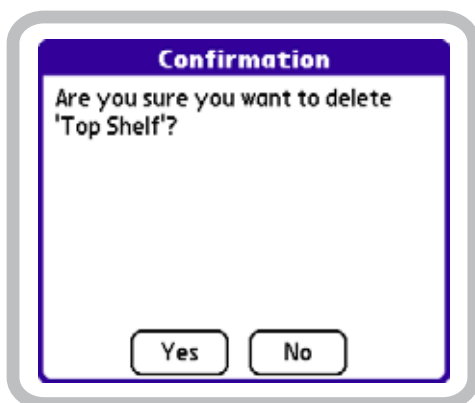 Confirmation
Are you sure you want to delete
'Top Shelf'?
Yes No